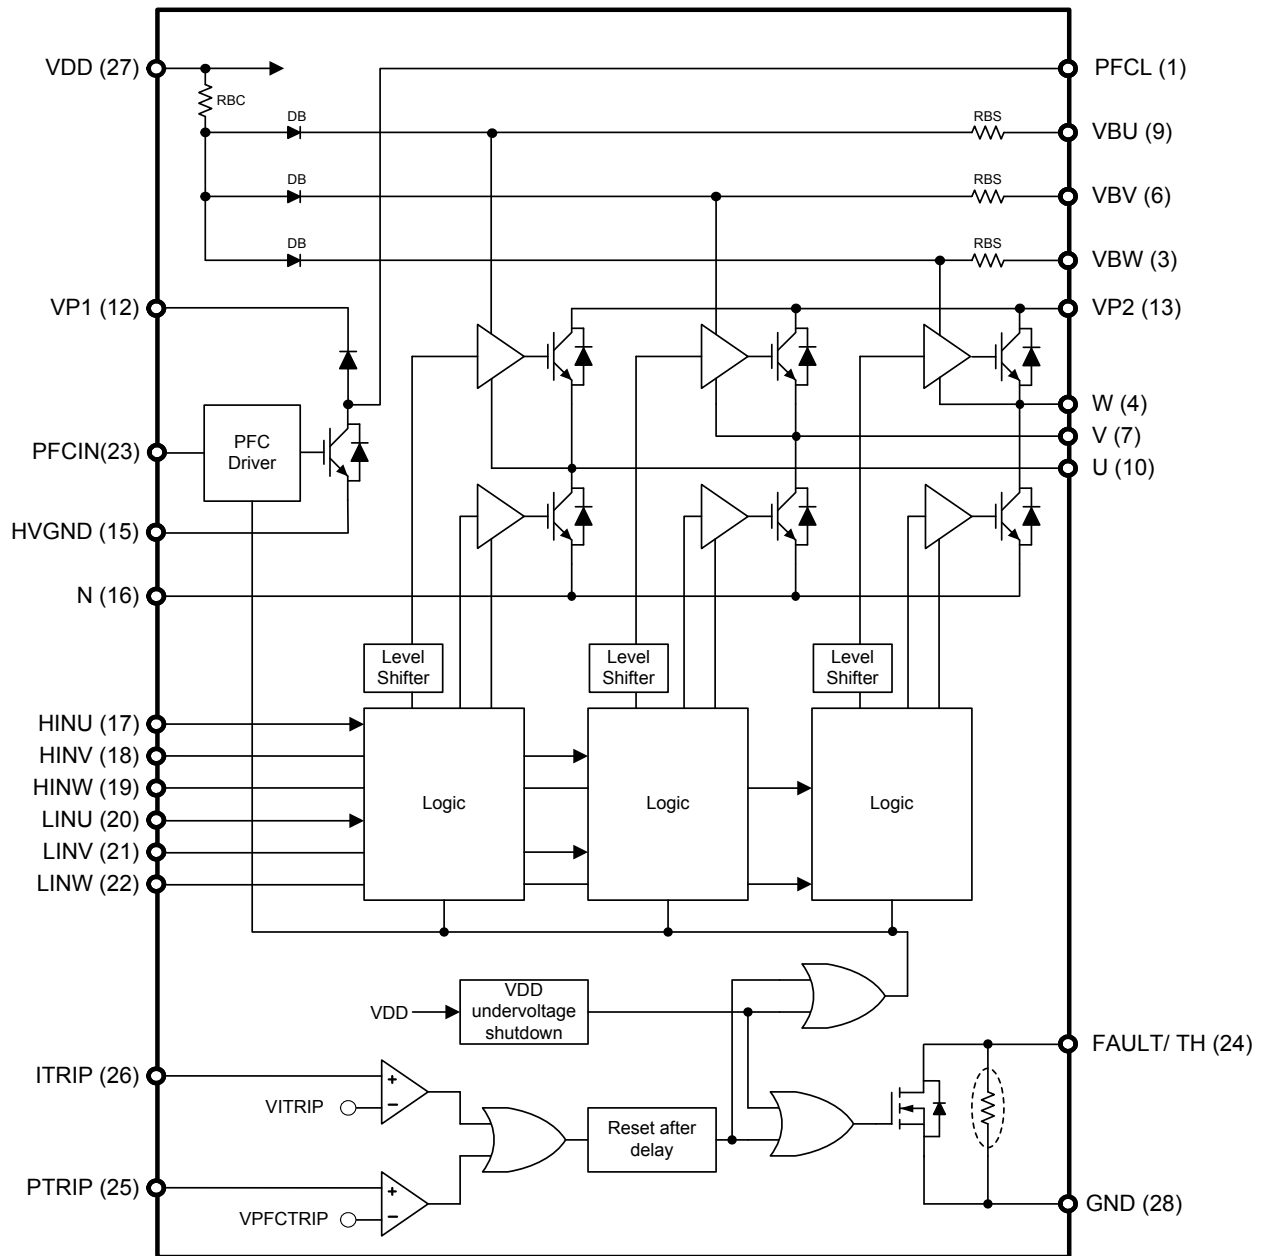 VDD (27)
PFCL (1)
RBC
DB
RBS
VBU (9)
DB
RBS
VBV (6)
DB
RBS
VBW (3)
VP1 (12)
VP2 (13)
W (4)
PFCIN(23)
PFC
Driver
V (7)
U (10)
HVGND (15)
N (16)
Level
Shifter
Level
Shifter
Level
Shifter
HINU (17)
HINV (18)
HINW (19)
LINU (20)
LINV (21)
LINW (22)
Logic
Logic
Logic
VDD
VDD
undervoltage
shutdown
FAULT/ TH (24)
ITRIP (26)
+
−
VITRIP
Reset after
delay
PTRIP (25)
+
−
VPFCTRIP
GND (28)